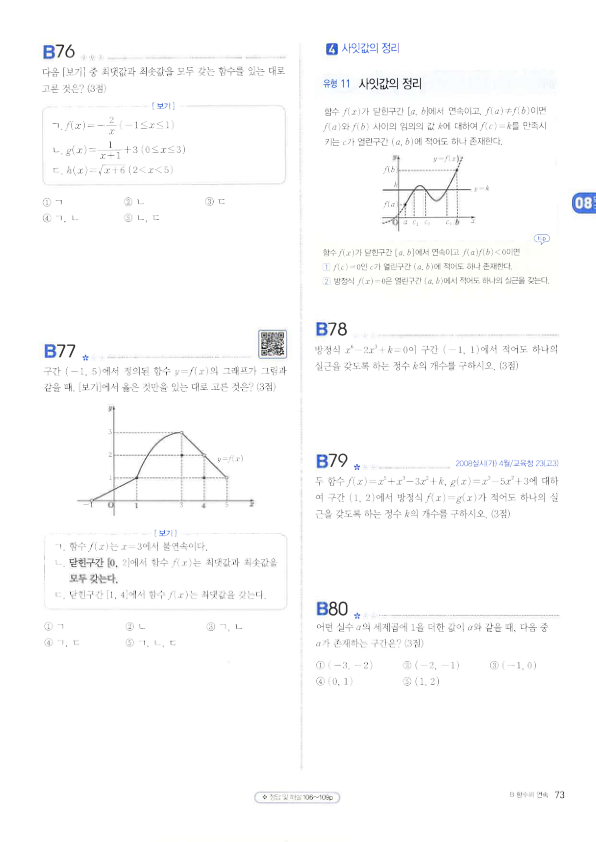 B76
다음 [보기] 중 최댓값과 최솟값을 모두 갖는 함수를 있는 대로
고른 것은? (3점)
[보기]
ㄱ. f(x)=-2/x (-1≤x≤1)
ㄴ. g(x)=1/(x+1)+3 (0≤x≤3)
ㄷ. h(x)=√(x+6) (2<x<5)
① ㄱ ② ㄴ ③ ㄷ
④ ㄱ, ㄴ ⑤ ㄴ, ㄷ
B77
구간 (-1, 5)에서 정의된 함수 y=f(x)의 그래프가 그림과
같을 때, [보기]에서 옳은 것만을 있는 대로 고른 것은? (3점)
y
3
2
1
y=f(x)
-1 O 1 3 4 5 x
[보기]
ㄱ. 함수 f(x)는 x=3에서 불연속이다.
ㄴ. 닫힌구간 [0, 2]에서 함수 f(x)는 최댓값과 최솟값을
모두 갖는다.
ㄷ. 닫힌구간 [1, 4]에서 함수 f(x)는 최댓값을 갖는다.
① ㄱ ② ㄴ ③ ㄱ, ㄴ
④ ㄱ, ㄷ ⑤ ㄱ, ㄴ, ㄷ
4 사잇값의 정리
유형 11 사잇값의 정리
함수 f(x)가 닫힌구간 [a, b]에서 연속이고, f(a)≠f(b)이면
f(a)와 f(b) 사이의 임의의 값 k에 대하여 f(c)=k를 만족시
키는 c가 열린구간 (a, b)에 적어도 하나 존재한다.
y y=f(x)
f(b)
k y=k
f(a)
O a c₁ c₂ c₃ b x
tip
함수 f(x)가 닫힌구간 [a, b]에서 연속이고 f(a)f(b)<0이면
① f(c)=0인 c가 열린구간 (a, b)에 적어도 하나 존재한다.
② 방정식 f(x)=0은 열린구간 (a, b)에서 적어도 하나의 실근을 갖는다.
08
B78
방정식 x⁴-2x³+k=0이 구간 (-1, 1)에서 적어도 하나의
실근을 갖도록 하는 정수 k의 개수를 구하시오. (3점)
B79
2008실시(가) 4월/교육청 23(고3)
두 함수 f(x)=x⁵+x³-3x²+k, g(x)=x³-5x²+3에 대하
여 구간 (1, 2)에서 방정식 f(x)=g(x)가 적어도 하나의 실
근을 갖도록 하는 정수 k의 개수를 구하시오. (3점)
B80
어떤 실수 a의 세제곱에 1을 더한 값이 a와 같을 때, 다음 중
a가 존재하는 구간은? (3점)
① (-3, -2) ② (-2, -1) ③ (-1, 0)
④ (0, 1) ⑤ (1, 2)
❖ 정답 및 해설 106~109p
B 함수의 연속 73